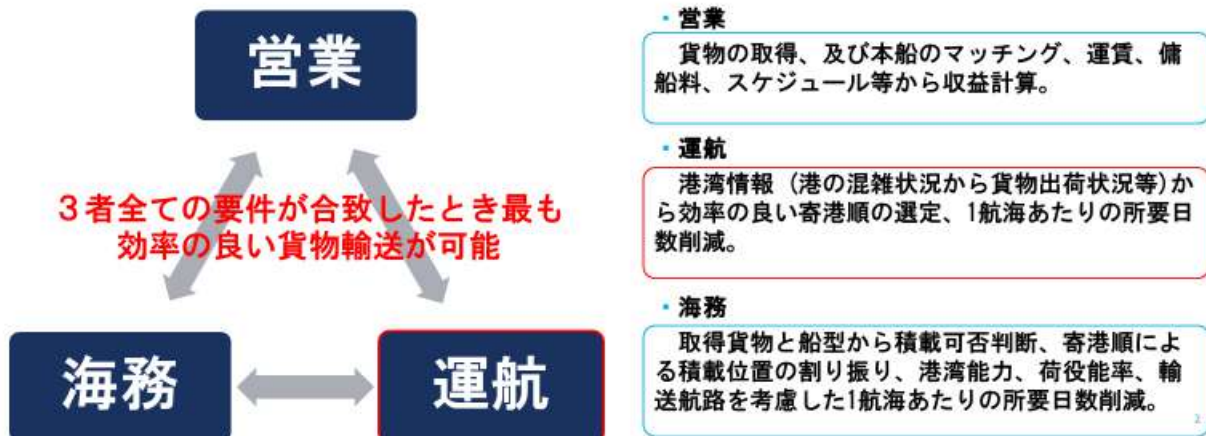 営業
３者全ての要件が合致したとき最も
効率の良い貨物輸送が可能
海務
運航
・営業
貨物の取得、及び本船のマッチング、運賃、傭
船料、スケジュール等から収益計算。
・運航
港湾情報（港の混雑状況から貨物出荷状況等)か
ら効率の良い寄港順の選定、1航海あたりの所要日
数削減。
・海務
取得貨物と船型から積載可否判断、寄港順によ
る積載位置の割り振り、港湾能力、荷役能率、輸
送航路を考慮した1航海あたりの所要日数削減。
2